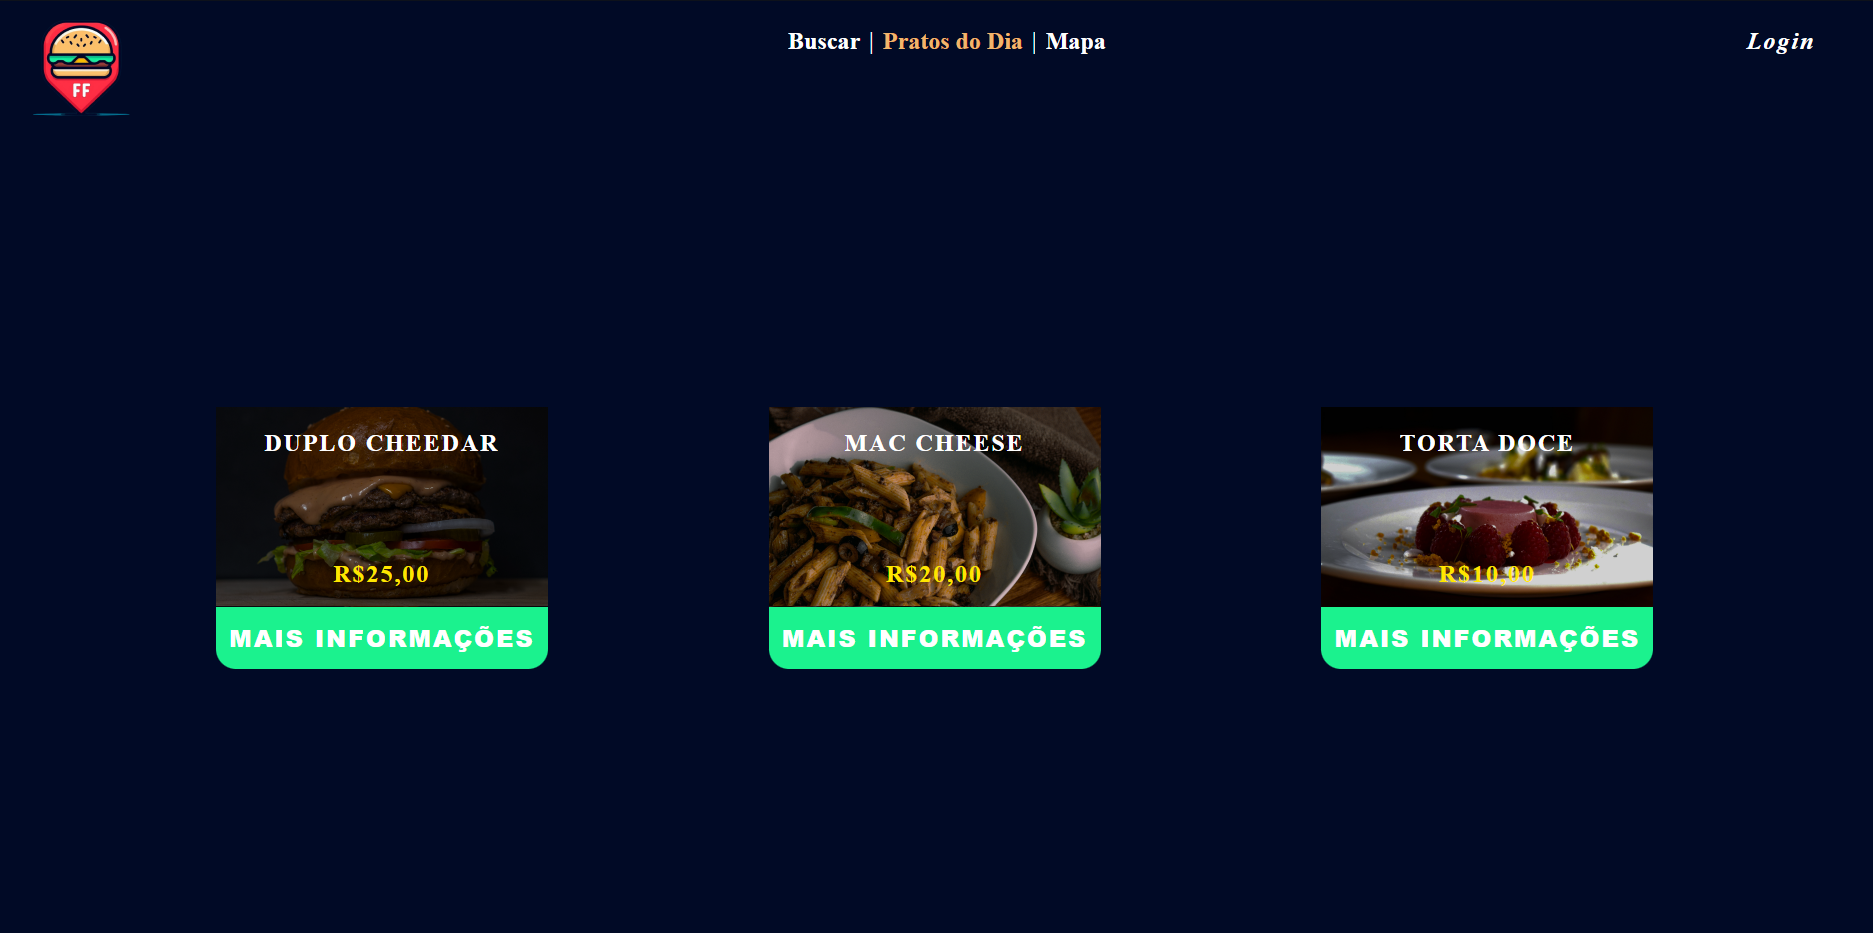 FF
Buscar | Pratos do Dia | Mapa
Login
DUPLO CHEEDAR
R$25,00
MAIS INFORMAÇÕES
MAC CHEESE
R$20,00
MAIS INFORMAÇÕES
TORTA DOCE
R$10,00
MAIS INFORMAÇÕES